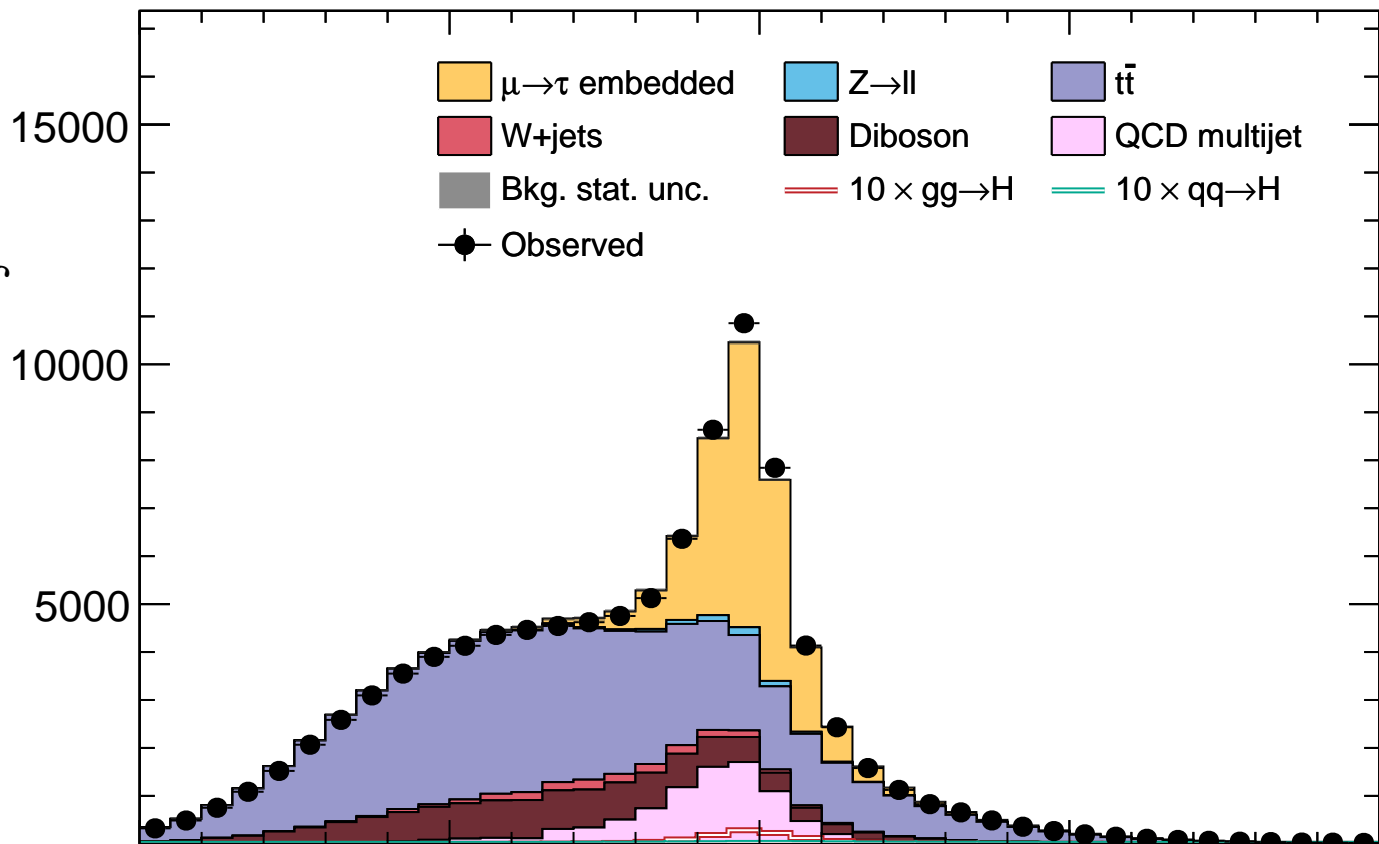 μ→τ embedded Z→ll tt̄
15000
W+jets Diboson QCD multijet
Bkg. stat. unc. 10 × gg→H 10 × qq→H
Observed
10000
5000